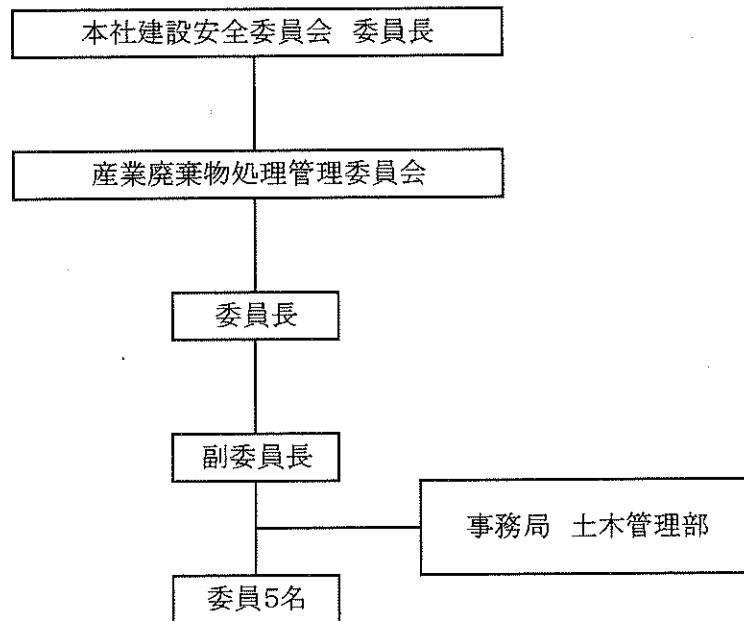 本社建設安全委員会 委員長
産業廃棄物処理管理委員会
委員長
副委員長
事務局 土木管理部
委員5名